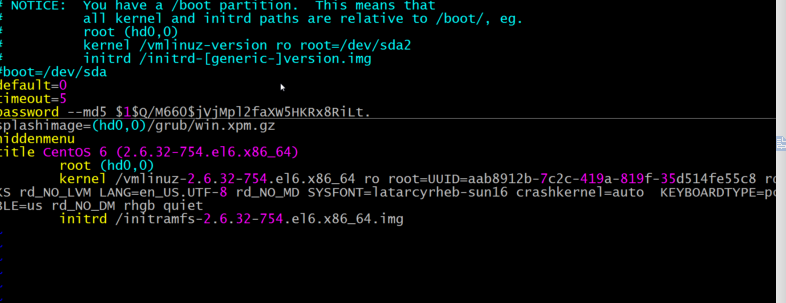 # NOTICE:  You have a /boot partition.  This means that
#          all kernel and initrd paths are relative to /boot/, eg.
#          root (hd0,0)
#          kernel /vmlinuz-version ro root=/dev/sda2
#          initrd /initrd-[generic-]version.img
#boot=/dev/sda
default=0
timeout=5
password --md5 $1$Q/M660$jVjMpl2faXW5HKRx8RiLt.
splashimage=(hd0,0)/grub/win.xpm.gz
hiddenmenu
title CentOS 6 (2.6.32-754.el6.x86_64)
root (hd0,0)
kernel /vmlinuz-2.6.32-754.el6.x86_64 ro root=UUID=aab8912b-7c2c-419a-819f-35d514fe55c8 r
KS rd_NO_LVM LANG=en_US.UTF-8 rd_NO_MD SYSFONT=latarcyrheb-sun16 crashkernel=auto  KEYBOARDTYPE=pc
BLE=us rd_NO_DM rhgb quiet
initrd /initramfs-2.6.32-754.el6.x86_64.img